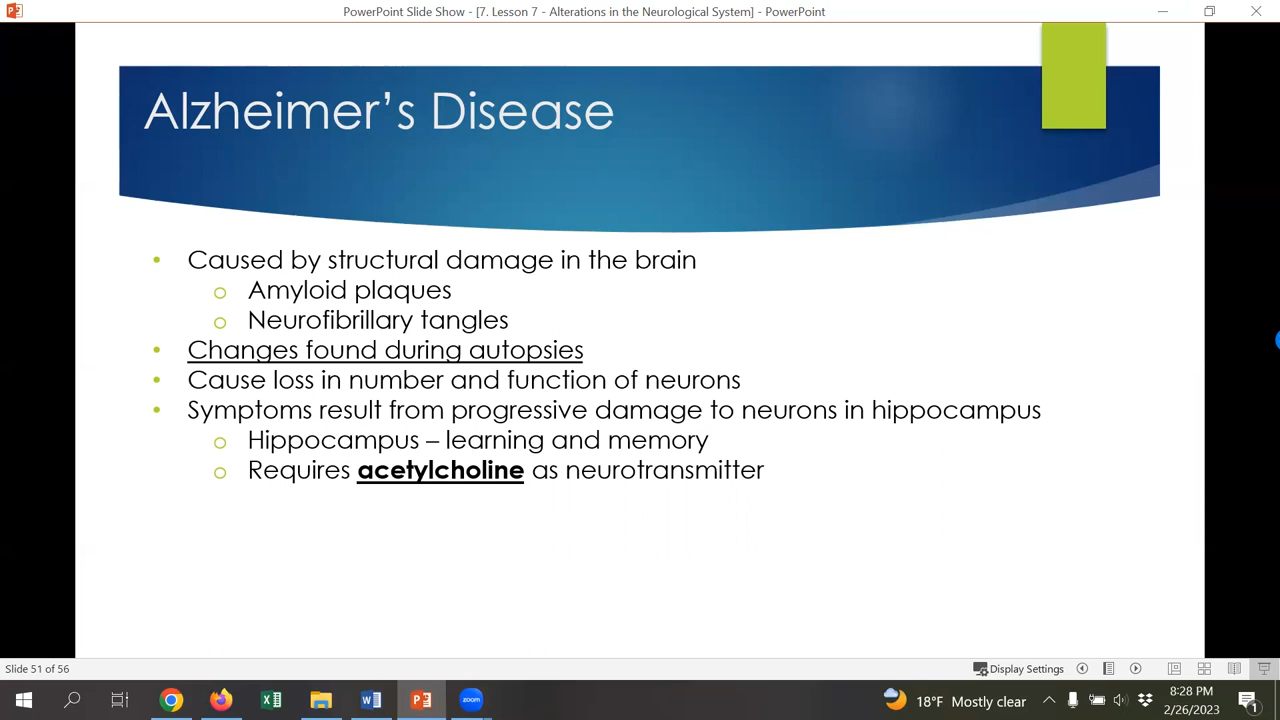 PowerPoint Slide Show - [7. Lesson 7 - Alterations in the Neurological System] - PowerPoint
Alzheimer’s Disease
• Caused by structural damage in the brain
o Amyloid plaques
o Neurofibrillary tangles
• Changes found during autopsies
• Cause loss in number and function of neurons
• Symptoms result from progressive damage to neurons in hippocampus
o Hippocampus – learning and memory
o Requires acetylcholine as neurotransmitter
Slide 51 of 56
Display Settings
zoom
18°F Mostly clear
8:28 PM
2/26/2023
1